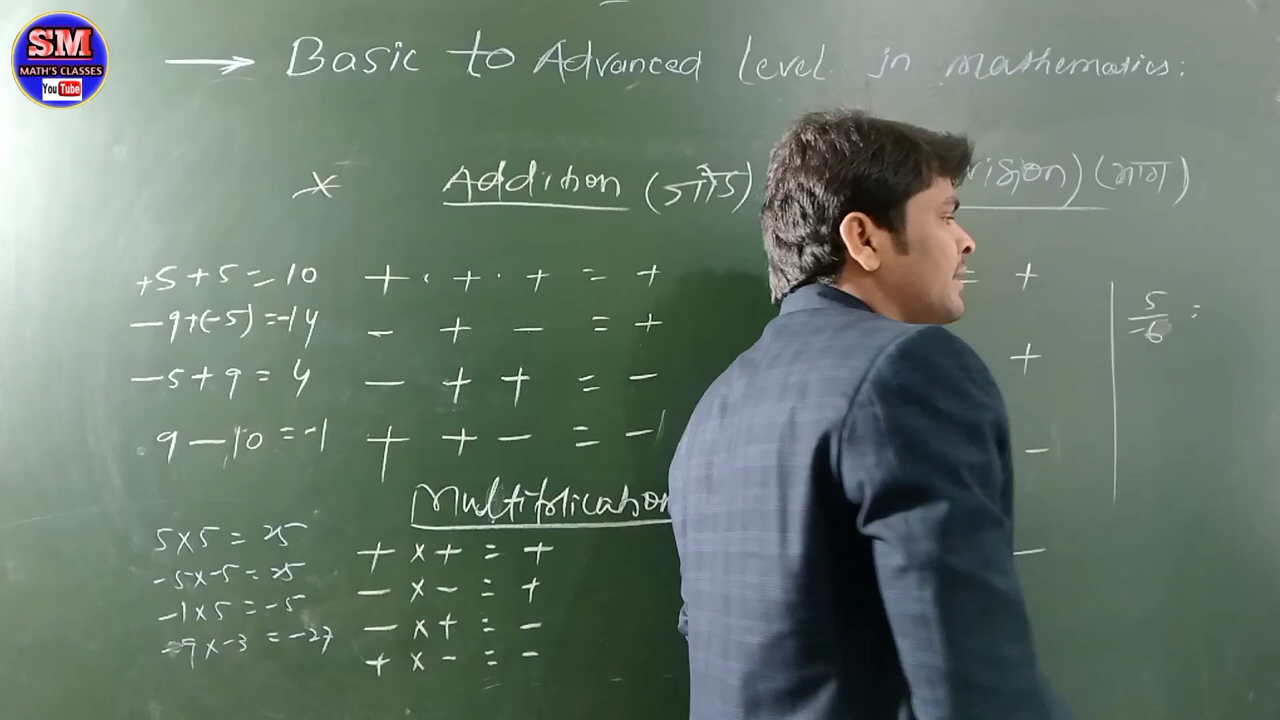 SM
MATH'S CLASSES
YouTube
→ Basic to Advanced Level in mathematics:
× Addition (जोड़) vision) (भाग)
+5+5=10 + + + = +
-9+(-5)=-14 - + - = +
-5+9=4 - + + = -
9-10=-1 + + - = -1
= +
+
-
-
5/-6 =
Multiplication
5×5=25 + × + = +
-5×-5=25 - × - = +
-1×5=-5 - × + = -
-9×-3=-27 + × - = -